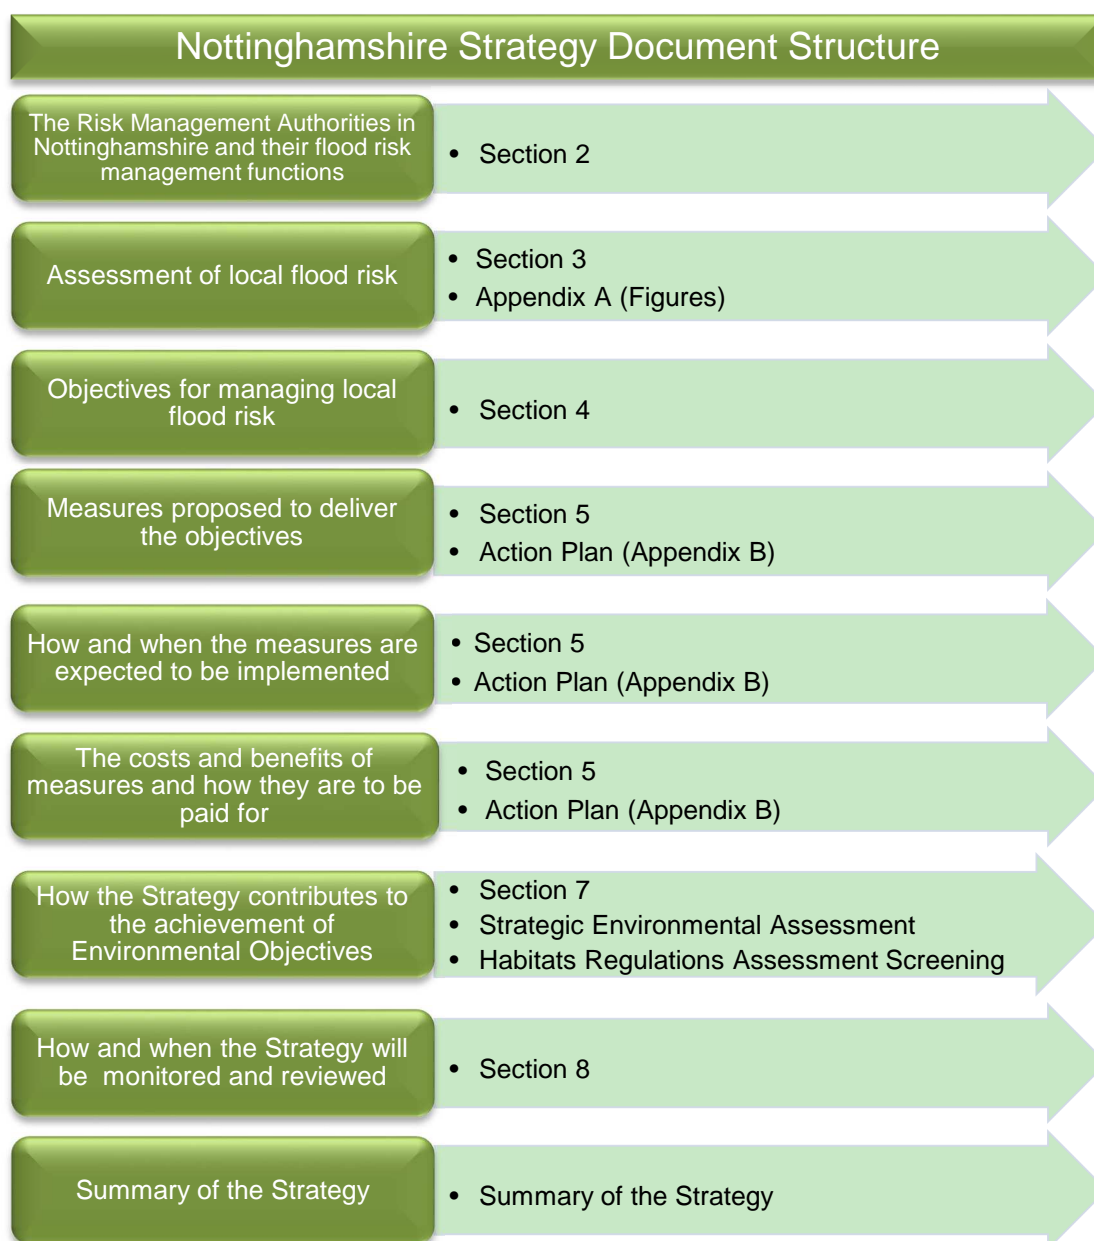 Nottinghamshire Strategy Document Structure
The Risk Management Authorities in
Nottinghamshire and their flood risk
management functions
• Section 2
Assessment of local flood risk
• Section 3
• Appendix A (Figures)
Objectives for managing local
flood risk
• Section 4
Measures proposed to deliver
the objectives
• Section 5
• Action Plan (Appendix B)
How and when the measures are
expected to be implemented
• Section 5
• Action Plan (Appendix B)
The costs and benefits of
measures and how they are to be
paid for
• Section 5
• Action Plan (Appendix B)
How the Strategy contributes to
the achievement of
Environmental Objectives
• Section 7
• Strategic Environmental Assessment
• Habitats Regulations Assessment Screening
How and when the Strategy will
be monitored and reviewed
• Section 8
Summary of the Strategy
• Summary of the Strategy